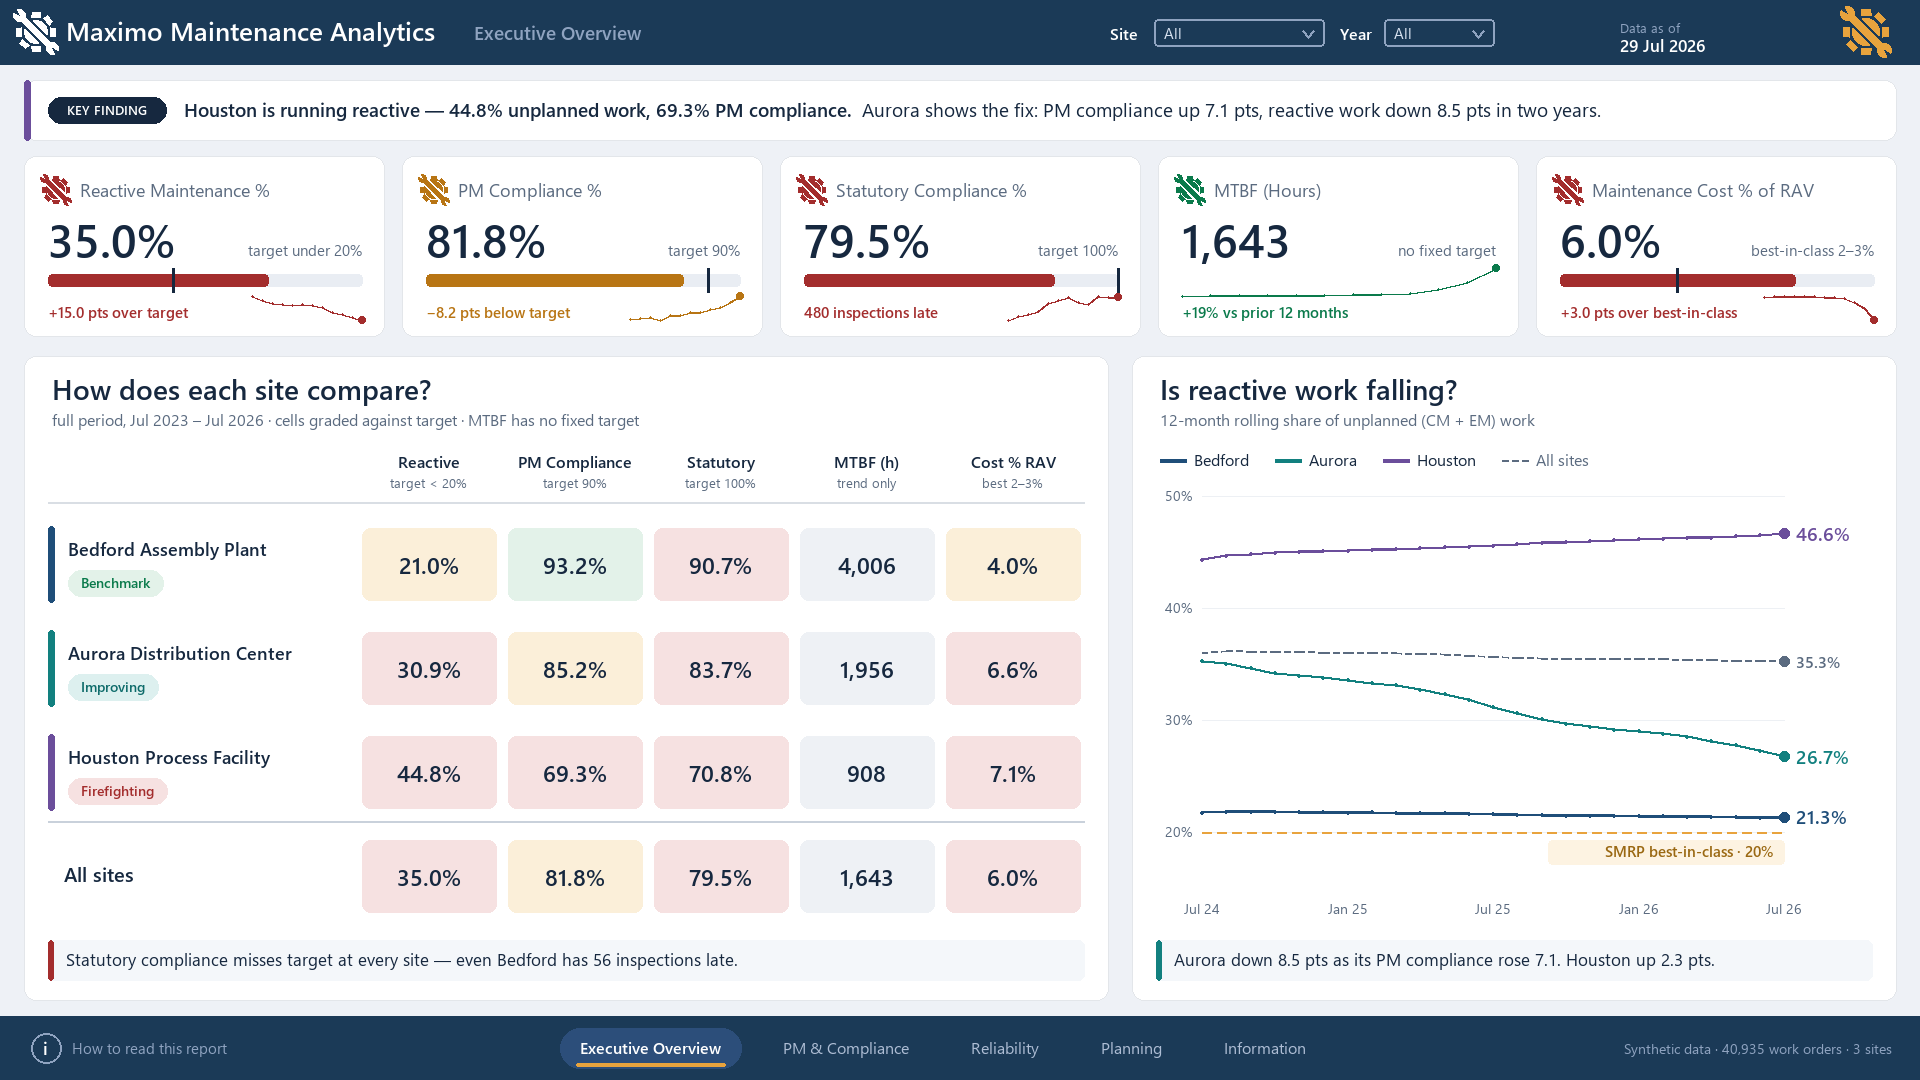 Maximo Maintenance Analytics
Executive Overview
Site
All
Year
All
Data as of
29 Jul 2026
KEY FINDING
Houston is running reactive — 44.8% unplanned work, 69.3% PM compliance. Aurora shows the fix: PM compliance up 7.1 pts, reactive work down 8.5 pts in two years.
Reactive Maintenance %
35.0%
target under 20%
+15.0 pts over target
PM Compliance %
81.8%
target 90%
−8.2 pts below target
Statutory Compliance %
79.5%
target 100%
480 inspections late
MTBF (Hours)
1,643
no fixed target
+19% vs prior 12 months
Maintenance Cost % of RAV
6.0%
best-in-class 2–3%
+3.0 pts over best-in-class
How does each site compare?
full period, Jul 2023 – Jul 2026 · cells graded against target · MTBF has no fixed target
Reactive PM Compliance Statutory MTBF (h) Cost % RAV
target < 20% target 90% target 100% trend only best 2–3%
Bedford Assembly Plant
Benchmark
21.0% 93.2% 90.7% 4,006 4.0%
Aurora Distribution Center
Improving
30.9% 85.2% 83.7% 1,956 6.6%
Houston Process Facility
Firefighting
44.8% 69.3% 70.8% 908 7.1%
All sites
35.0% 81.8% 79.5% 1,643 6.0%
Statutory compliance misses target at every site — even Bedford has 56 inspections late.
Is reactive work falling?
12-month rolling share of unplanned (CM + EM) work
Bedford Aurora Houston All sites
50%
46.6%
40%
35.3%
30%
26.7%
21.3%
20%
SMRP best-in-class · 20%
Jul 24 Jan 25 Jul 25 Jan 26 Jul 26
Aurora down 8.5 pts as its PM compliance rose 7.1. Houston up 2.3 pts.
i
How to read this report
Executive Overview
PM & Compliance
Reliability
Planning
Information
Synthetic data · 40,935 work orders · 3 sites